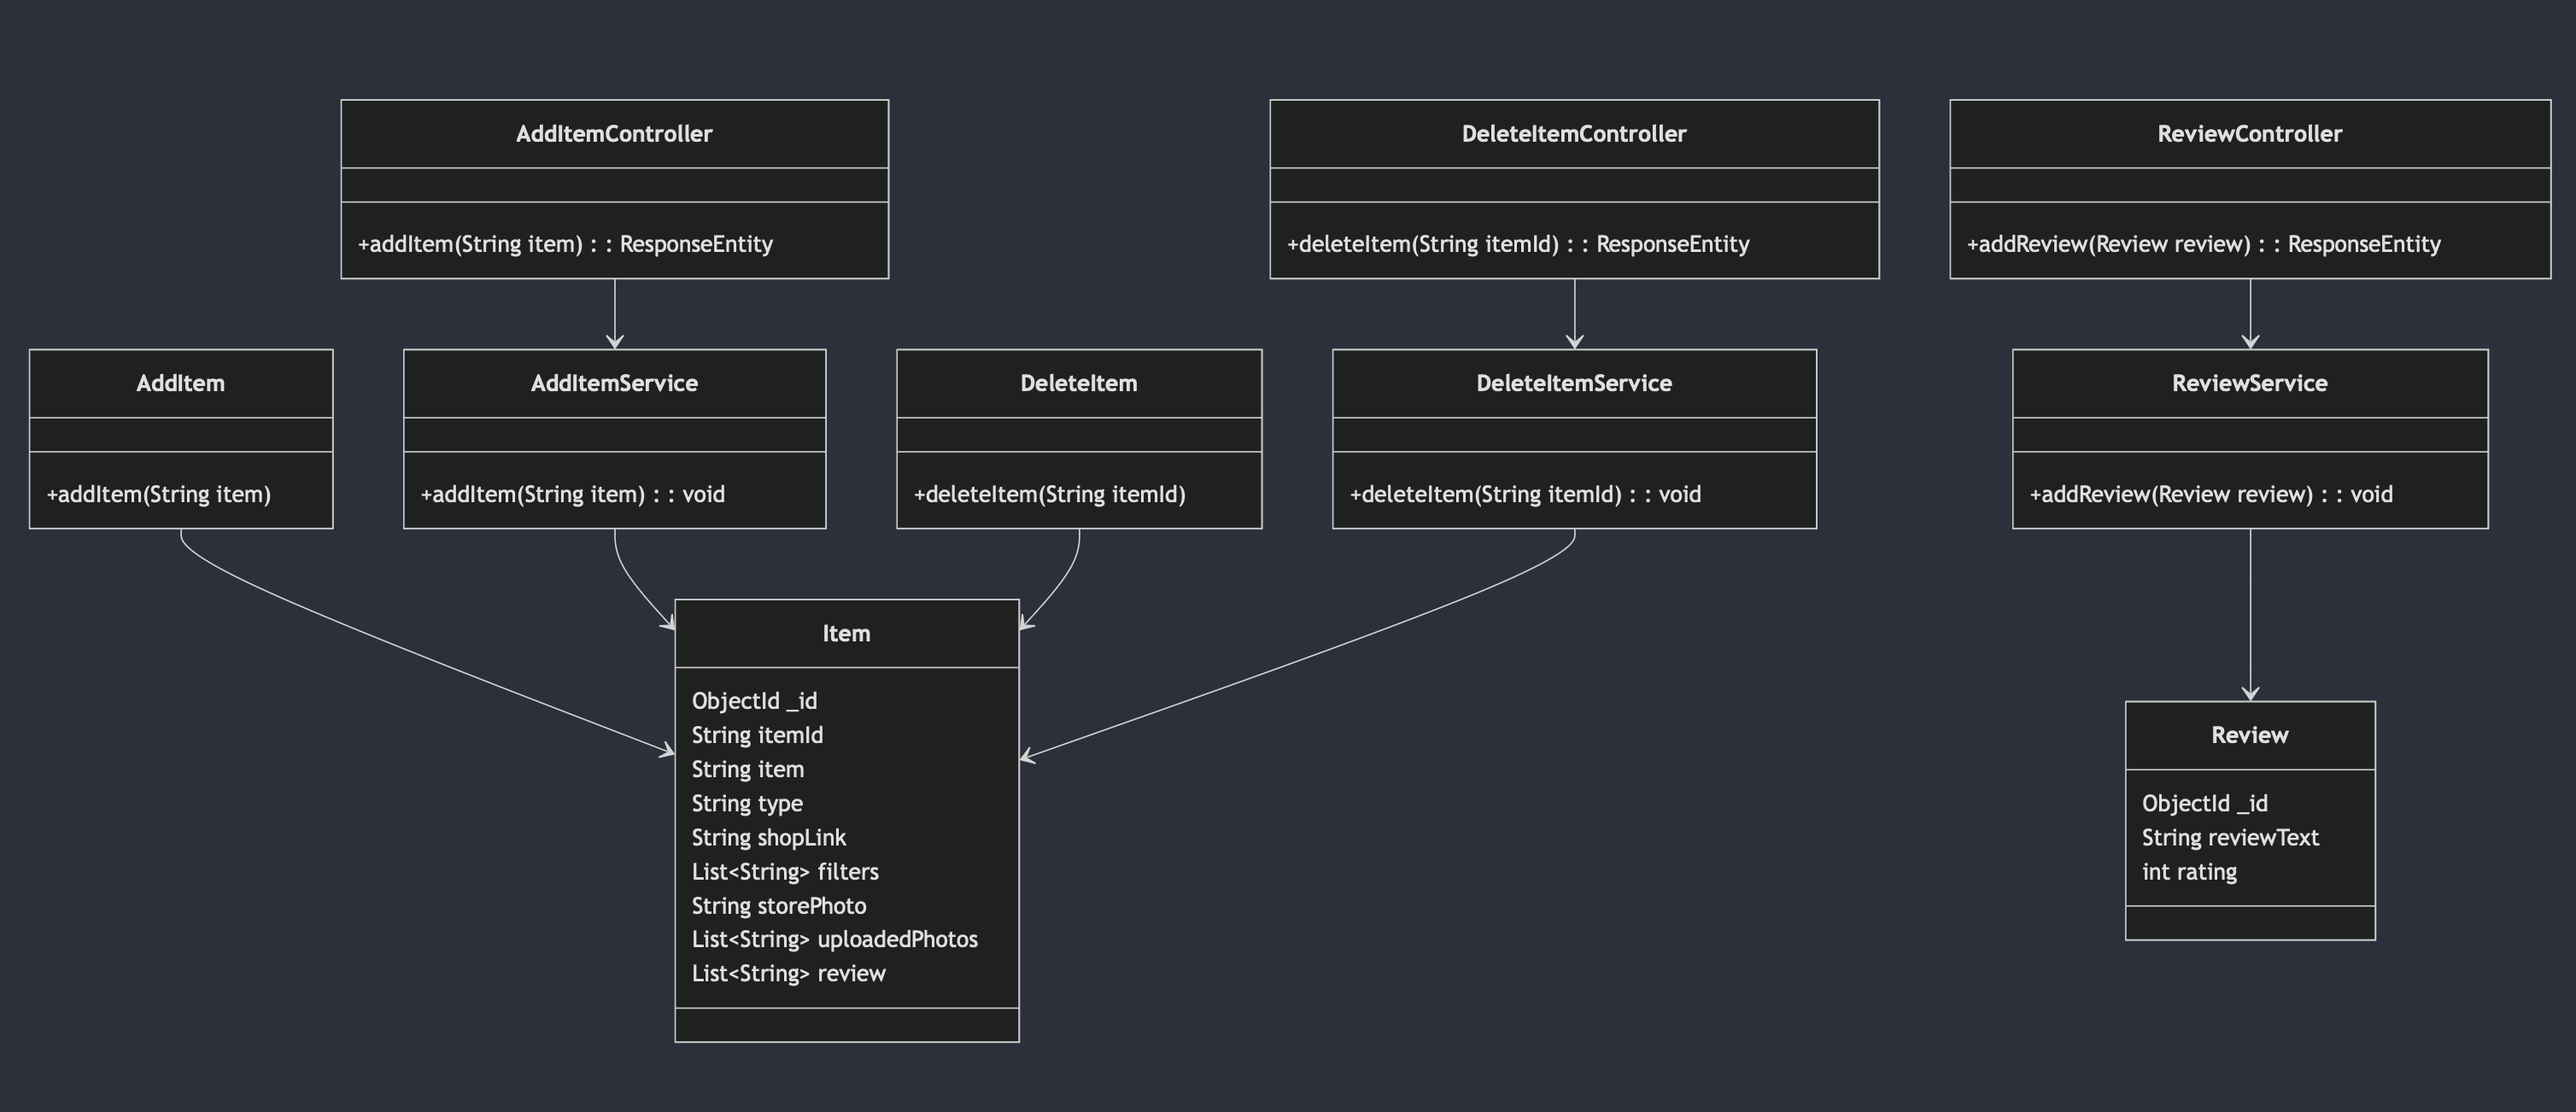 AddItemController
+addItem(String item) : : ResponseEntity
DeleteItemController
+deleteItem(String itemId) : : ResponseEntity
ReviewController
+addReview(Review review) : : ResponseEntity
AddItem
+addItem(String item)
AddItemService
+addItem(String item) : : void
DeleteItem
+deleteItem(String itemId)
DeleteItemService
+deleteItem(String itemId) : : void
ReviewService
+addReview(Review review) : : void
Item
ObjectId _id
String itemId
String item
String type
String shopLink
List<String> filters
String storePhoto
List<String> uploadedPhotos
List<String> review
Review
ObjectId _id
String reviewText
int rating